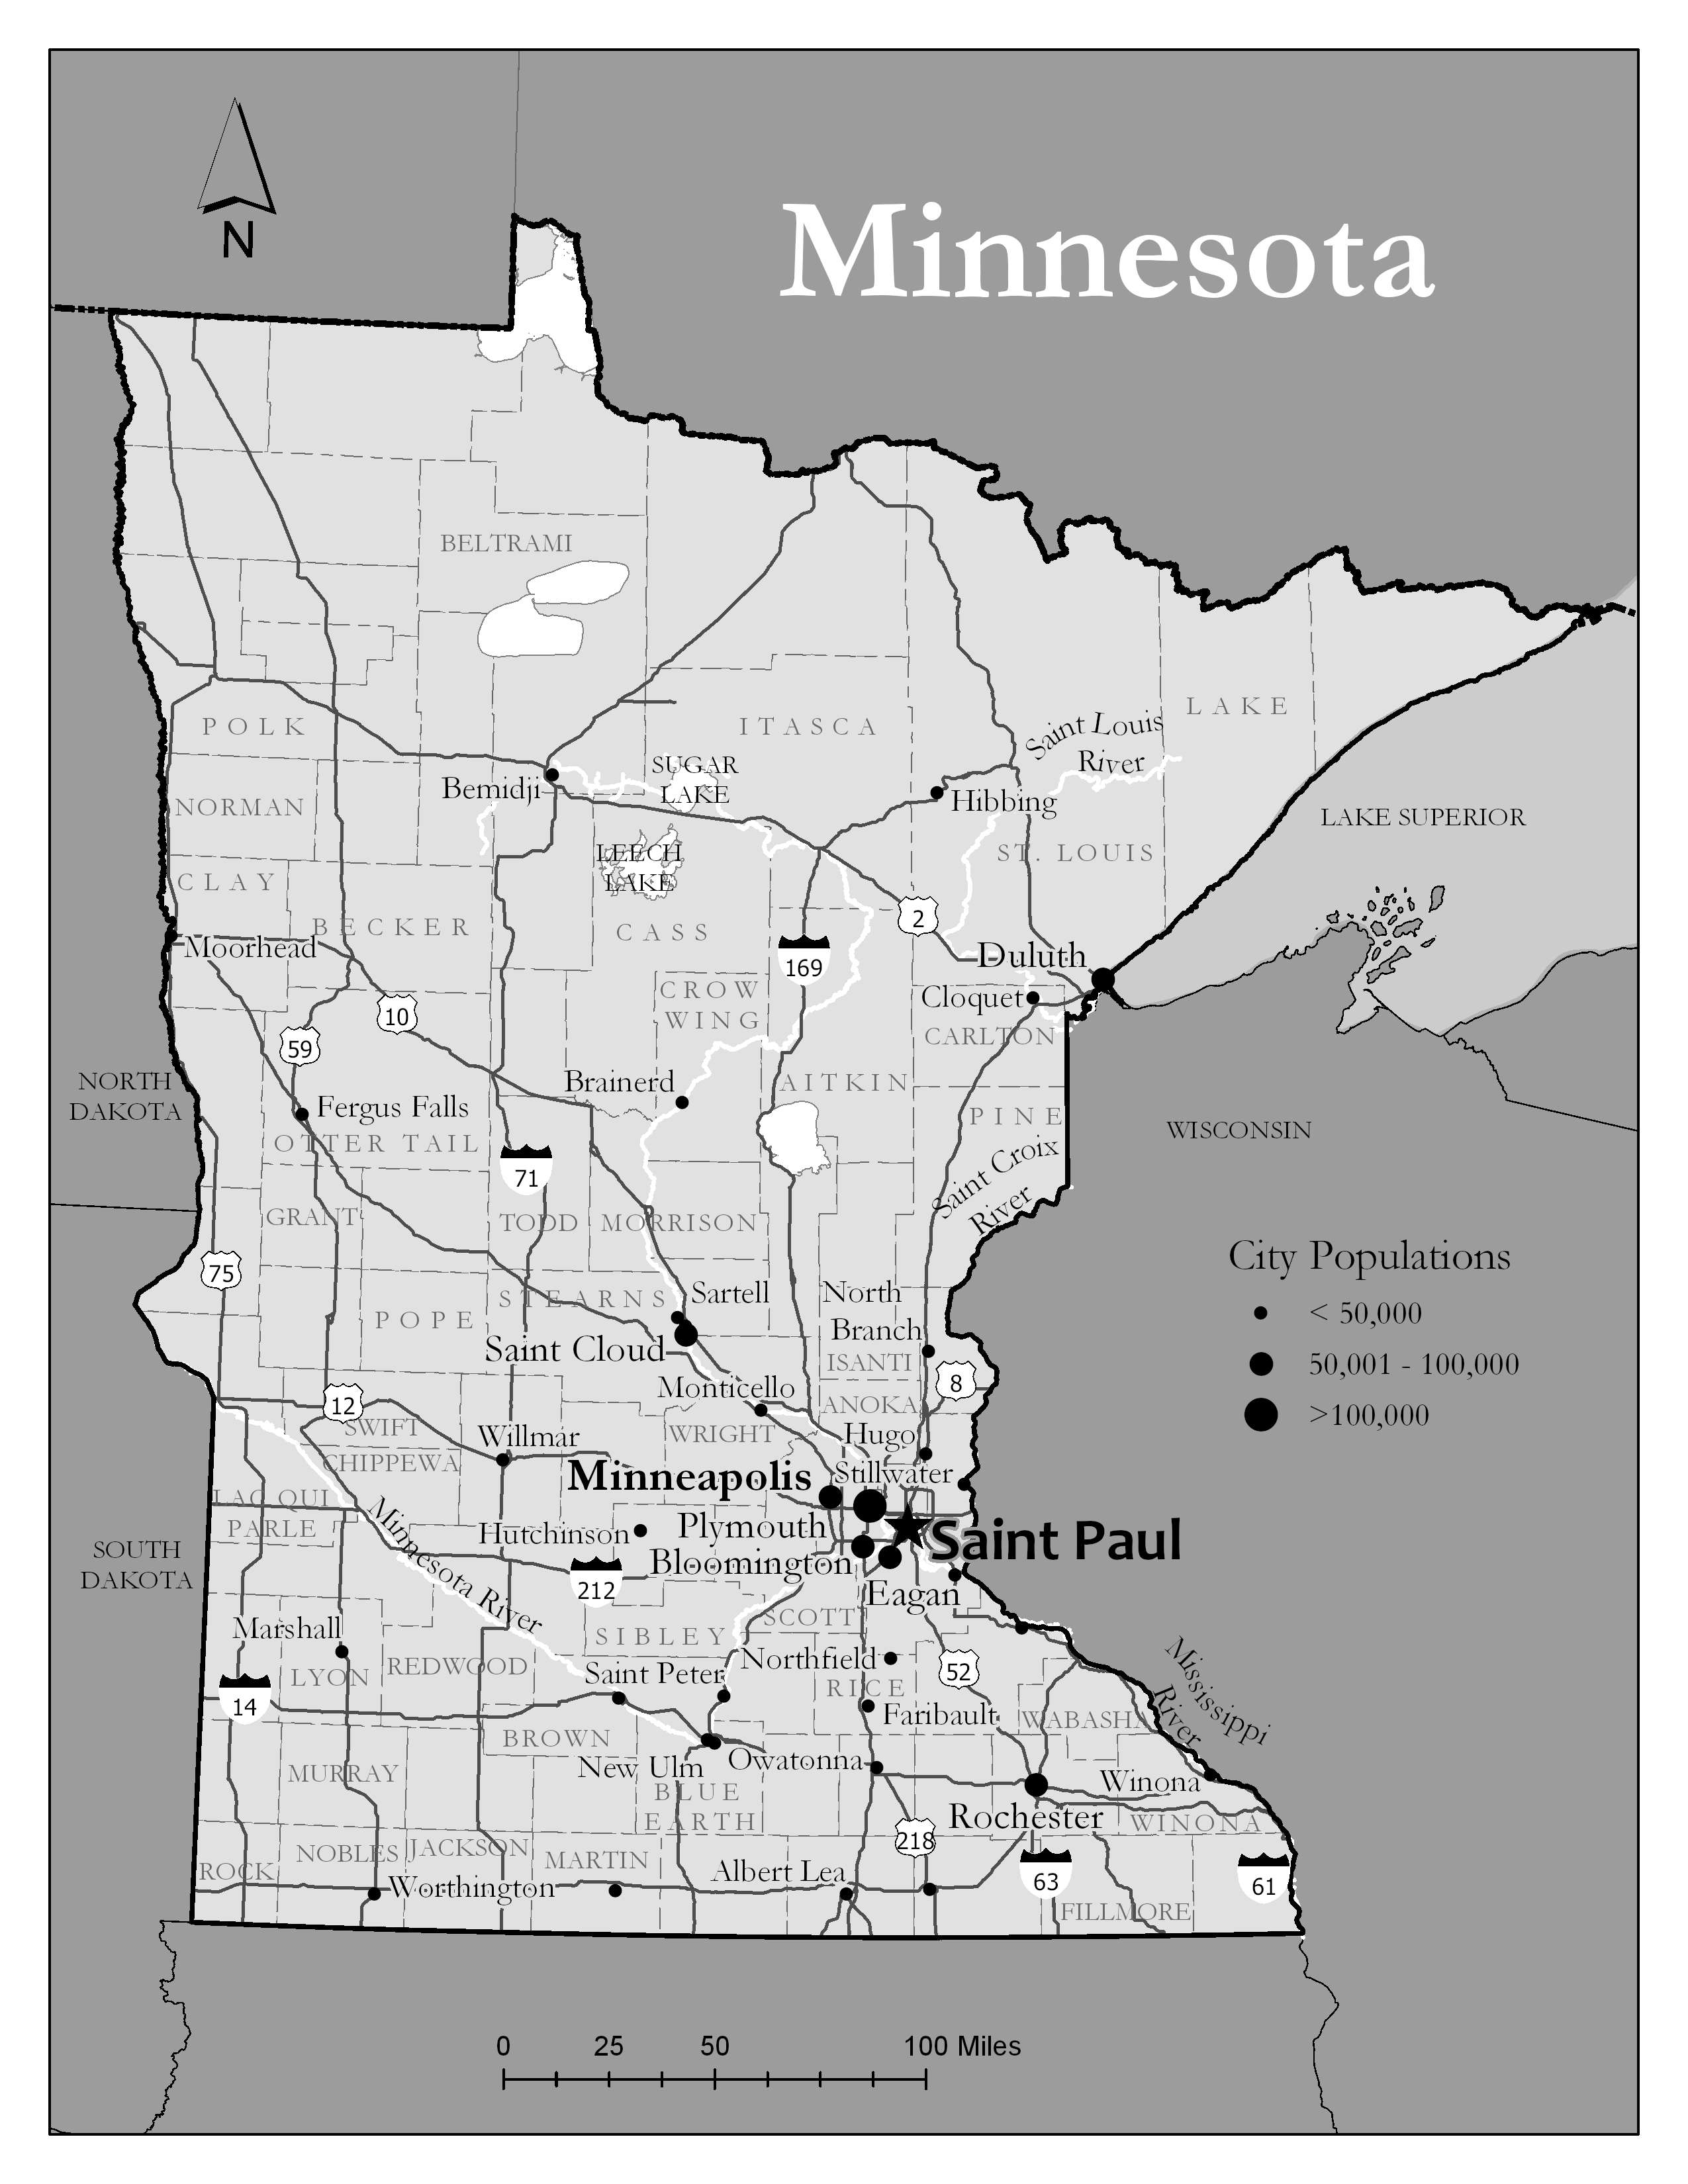 Minnesota
N
BELTRAMI
POLK
ITASCA
Saint Louis
River
LAKE
SUGAR
LAKE
Bemidji
Hibbing
NORMAN
LAKE SUPERIOR
LEECH
LAKE
ST. LOUIS
CLAY
BECKER
CASS
2
Moorhead
169
Duluth
CROW
WING
Cloquet
10
CARLTON
59
NORTH
DAKOTA
Brainerd
AITKIN
Fergus Falls
PINE
WISCONSIN
OTTER TAIL
71
Saint Croix
River
GRANT
TODD
MORRISON
City Populations
75
< 50,000
50,001 - 100,000
>100,000
STEARNS
Sartell
North
Branch
POPE
Saint Cloud
ISANTI
8
Monticello
12
ANOKA
SWIFT
Willmar
WRIGHT
Hugo
CHIPPEWA
Minneapolis
Stillwater
LAC QUI
PARLE
Minnesota River
Hutchinson
Plymouth
Saint Paul
SOUTH
DAKOTA
Bloomington
212
Eagan
SCOTT
Marshall
SIBLEY
Mississippi
River
LYON
REDWOOD
Saint Peter
Northfield
52
14
RICE
Faribault
WABASHA
BROWN
New Ulm
Owatonna
MURRAY
BLUE
EARTH
Winona
Rochester
WINONA
218
NOBLES
JACKSON
MARTIN
Albert Lea
ROCK
63
61
Worthington
FILLMORE
0 25 50 100 Miles